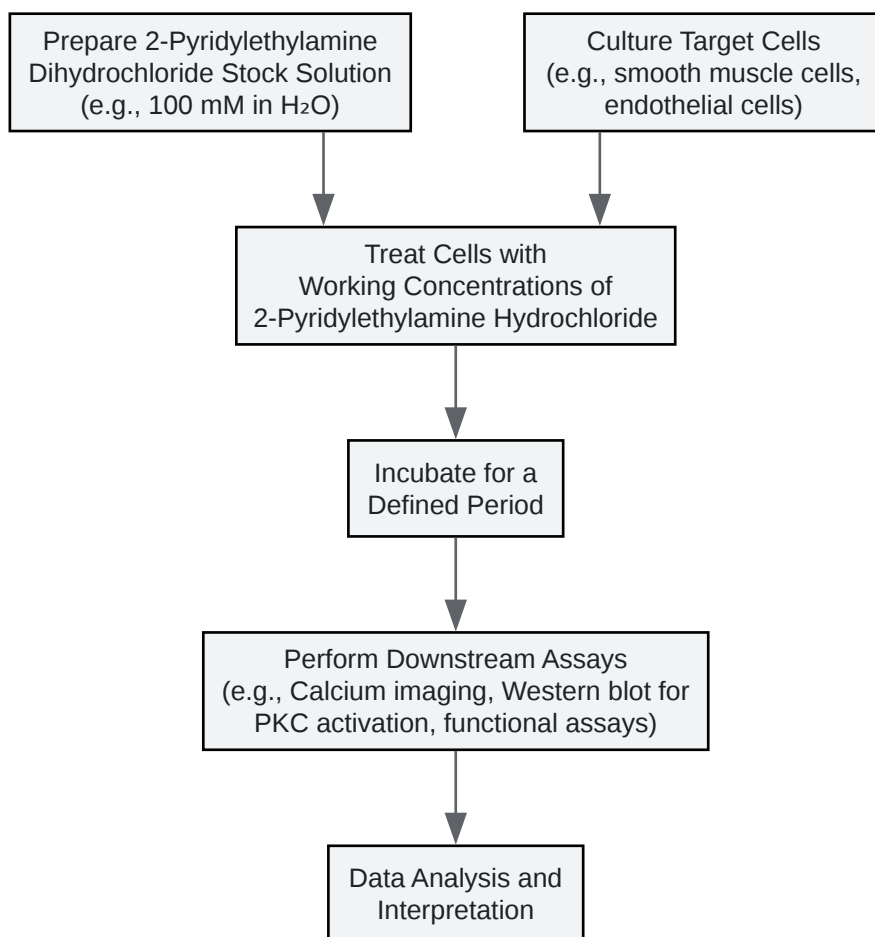 Prepare 2-Pyridylethylamine
Dihydrochloride Stock Solution
(e.g., 100 mM in H₂O)
Culture Target Cells
(e.g., smooth muscle cells,
endothelial cells)
Treat Cells with
Working Concentrations of
2-Pyridylethylamine Hydrochloride
Incubate for a
Defined Period
Perform Downstream Assays
(e.g., Calcium imaging, Western blot for
PKC activation, functional assays)
Data Analysis and
Interpretation